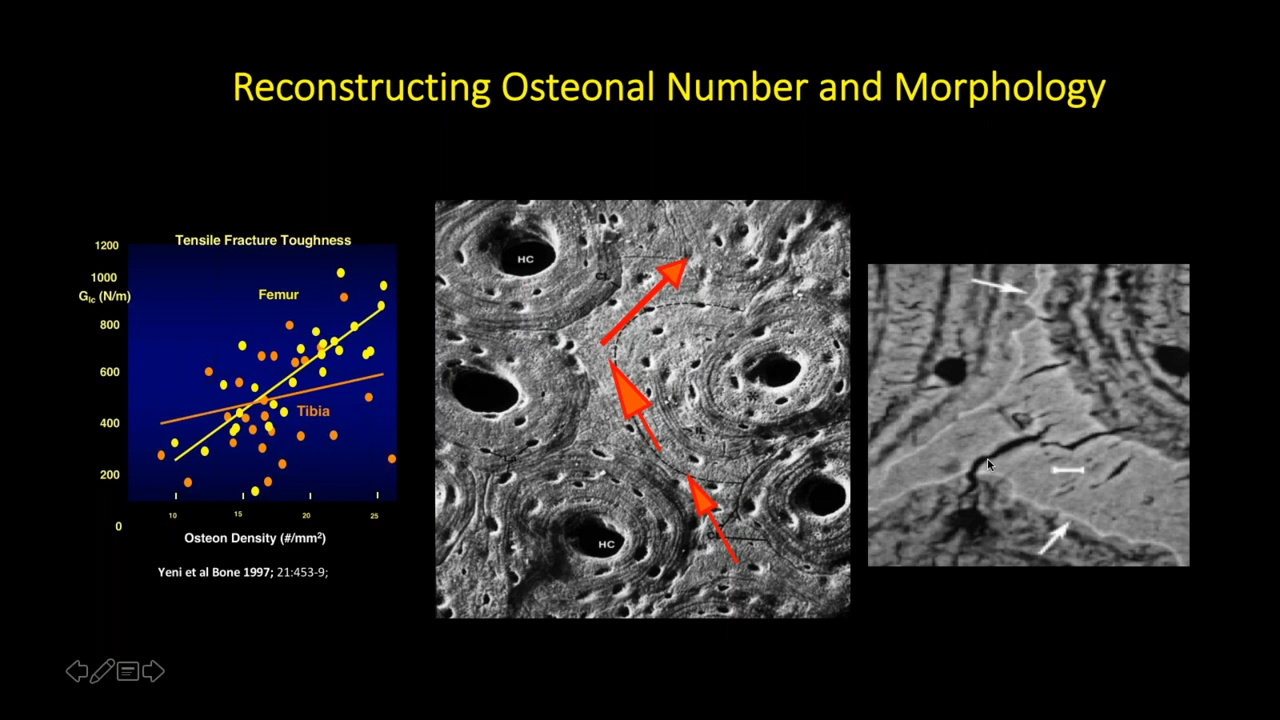 Reconstructing Osteonal Number and Morphology
Tensile Fracture Toughness
1200
1000
GIc (N/m)
800
600
400
200
0
Femur
Tibia
10
15
20
25
Osteon Density (#/mm²)
Yeni et al Bone 1997; 21:453-9;
HC
HC